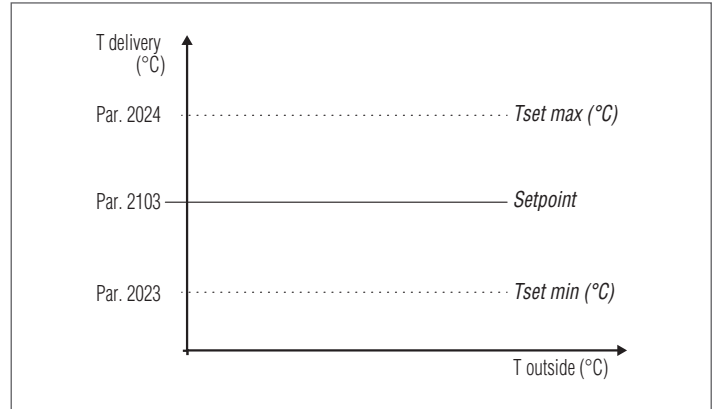 T delivery
(°C)
Par. 2024
Tset max (°C)
Par. 2103
Setpoint
Par. 2023
Tset min (°C)
T outside (°C)